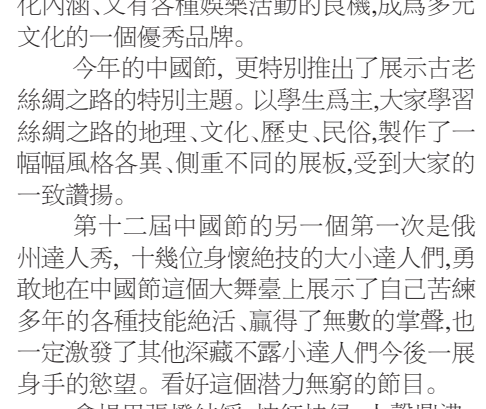 化內涵、又有各種娛樂活動的良機,成爲多元
文化的一個優秀品牌。
今年的中國節, 更特別推出了展示古老
絲綢之路的特別主題。以學生爲主,大家學習
絲綢之路的地理、文化、歷史、民俗,製作了一
幅幅風格各異、側重不同的展板,受到大家的
一致讚揚。
第十二屆中國節的另一個第一次是俄
州達人秀, 十幾位身懷絶技的大小達人們,勇
敢地在中國節這個大舞臺上展示了自己苦練
多年的各種技能絶活、贏得了無數的掌聲,也
一定激發了其他深藏不露小達人們今後一展
身手的慾望。看好這個潛力無窮的節目。